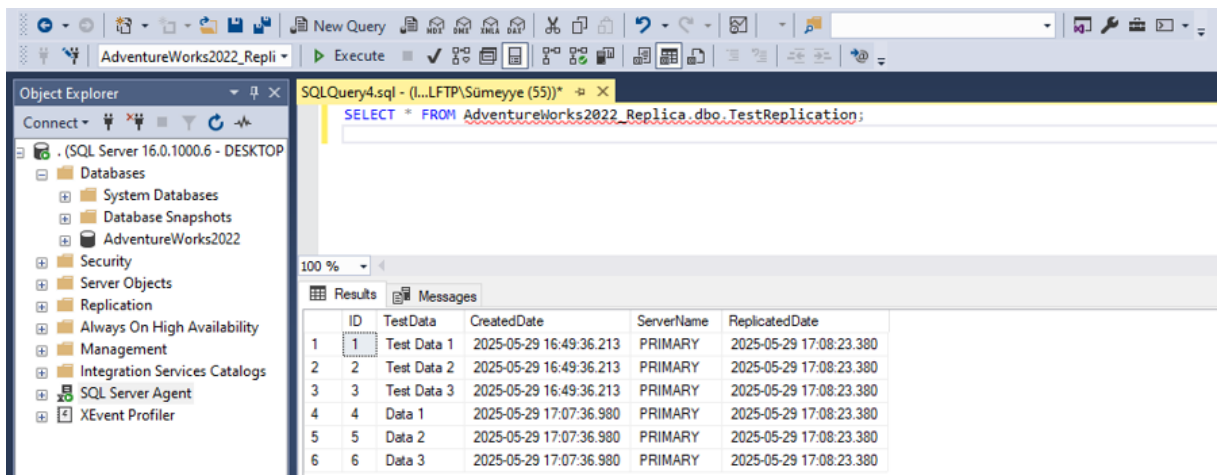 New Query MDX DMX XMLA DAX
AdventureWorks2022_Repli Execute
Object Explorer
Connect
. (SQL Server 16.0.1000.6 - DESKTOP
Databases
System Databases
Database Snapshots
AdventureWorks2022
Security
Server Objects
Replication
Always On High Availability
Management
Integration Services Catalogs
SQL Server Agent
XEvent Profiler
SQLQuery4.sql - (l...LFTP\Sümeyye (55))*
SELECT * FROM AdventureWorks2022_Replica.dbo.TestReplication;
100 %
Results Messages
ID TestData CreatedDate ServerName ReplicatedDate
1 1 Test Data 1 2025-05-29 16:49:36.213 PRIMARY 2025-05-29 17:08:23.380
2 2 Test Data 2 2025-05-29 16:49:36.213 PRIMARY 2025-05-29 17:08:23.380
3 3 Test Data 3 2025-05-29 16:49:36.213 PRIMARY 2025-05-29 17:08:23.380
4 4 Data 1 2025-05-29 17:07:36.980 PRIMARY 2025-05-29 17:08:23.380
5 5 Data 2 2025-05-29 17:07:36.980 PRIMARY 2025-05-29 17:08:23.380
6 6 Data 3 2025-05-29 17:07:36.980 PRIMARY 2025-05-29 17:08:23.380